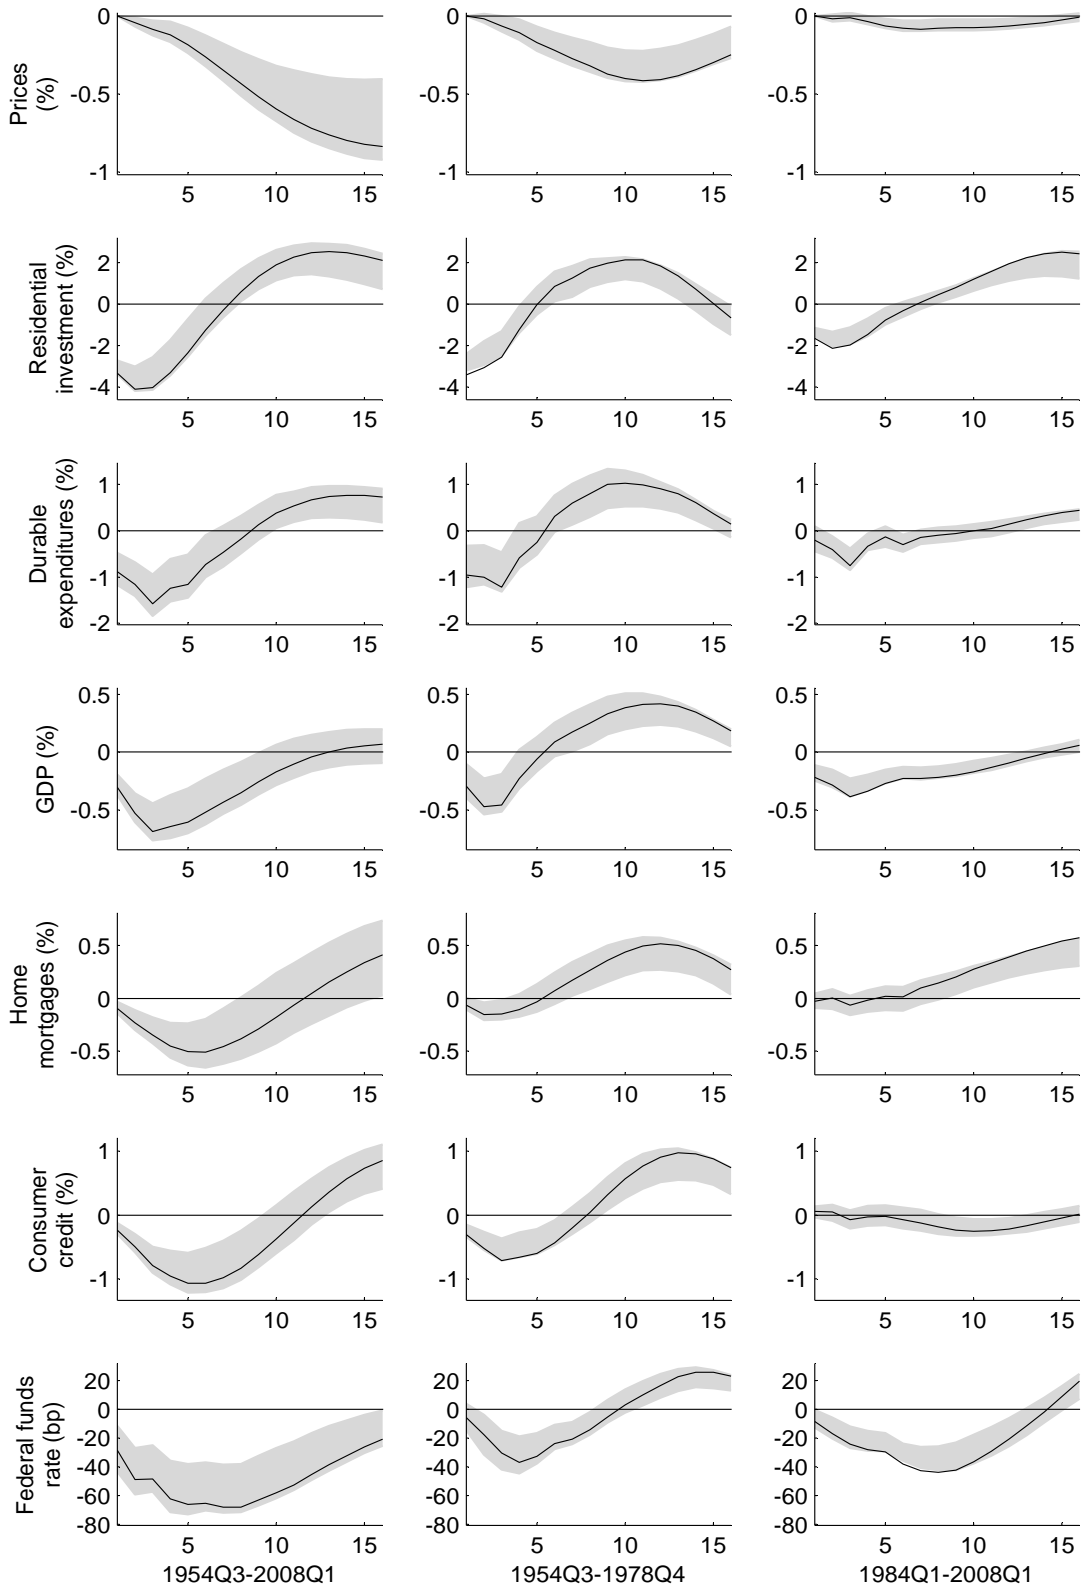 Prices
(%)
0
-0.5
-1
5 10 15
0
-0.5
-1
5 10 15
0
-0.5
-1
5 10 15
Residential
investment (%)
2
0
-2
-4
5 10 15
2
0
-2
-4
5 10 15
2
0
-2
-4
5 10 15
Durable
expenditures (%)
1
0
-1
-2
5 10 15
1
0
-1
-2
5 10 15
1
0
-1
-2
5 10 15
GDP (%)
0.5
0
-0.5
5 10 15
0.5
0
-0.5
5 10 15
0.5
0
-0.5
5 10 15
Home
mortgages (%)
0.5
0
-0.5
5 10 15
0.5
0
-0.5
5 10 15
0.5
0
-0.5
5 10 15
Consumer
credit (%)
1
0
-1
5 10 15
1
0
-1
5 10 15
1
0
-1
5 10 15
Federal funds
rate (bp)
20
0
-20
-40
-60
-80
5 10 15
1954Q3-2008Q1
20
0
-20
-40
-60
-80
5 10 15
1954Q3-1978Q4
20
0
-20
-40
-60
-80
5 10 15
1984Q1-2008Q1